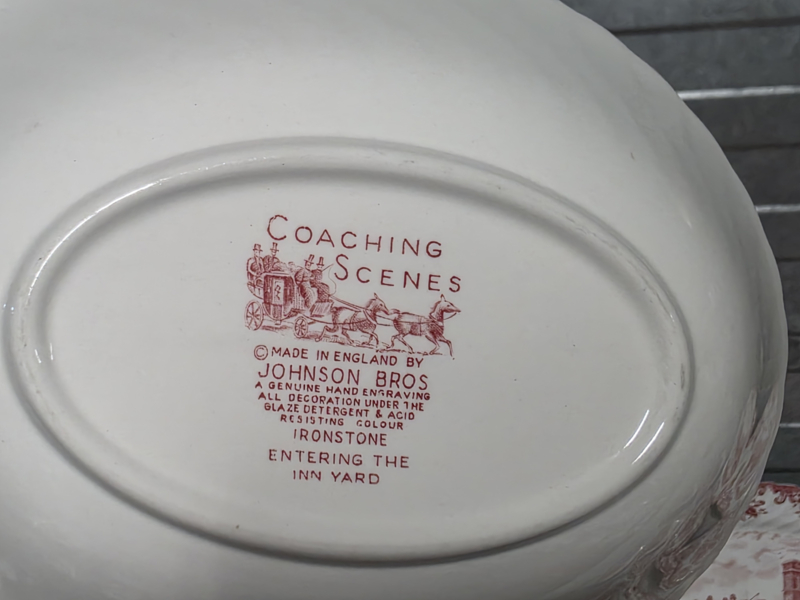 COACHING
SCENES
© MADE IN ENGLAND BY
JOHNSON BROS
A GENUINE HAND ENGRAVING
ALL DECORATION UNDER THE
GLAZE DETERGENT & ACID
RESISTING COLOUR
IRONSTONE
ENTERING THE
INN YARD